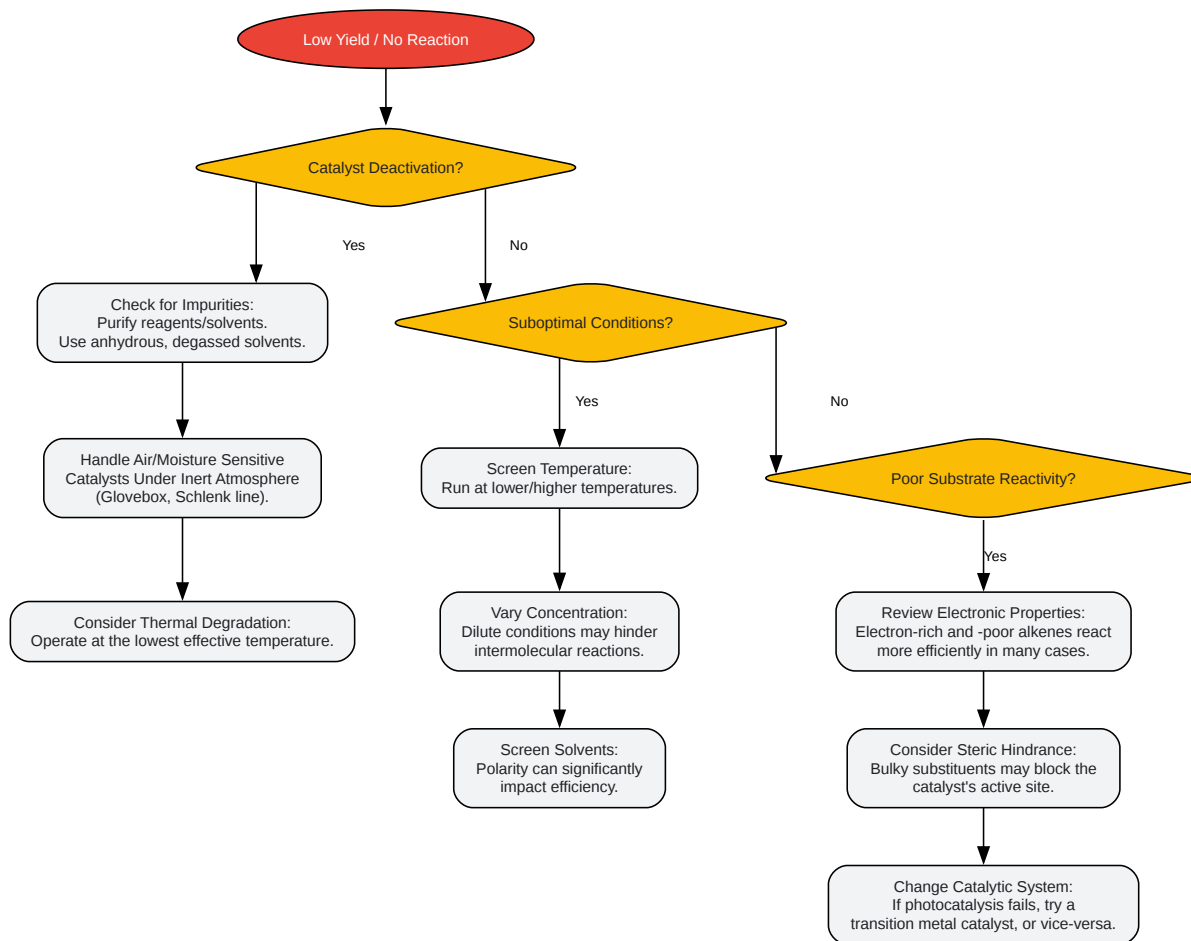 Low Yield / No Reaction
Catalyst Deactivation?
Yes
No
Check for Impurities:
Purify reagents/solvents.
Use anhydrous, degassed solvents.
Suboptimal Conditions?
Yes
No
Handle Air/Moisture Sensitive
Catalysts Under Inert Atmosphere
(Glovebox, Schlenk line).
Screen Temperature:
Run at lower/higher temperatures.
Poor Substrate Reactivity?
Yes
Consider Thermal Degradation:
Operate at the lowest effective temperature.
Vary Concentration:
Dilute conditions may hinder
intermolecular reactions.
Review Electronic Properties:
Electron-rich and -poor alkenes react
more efficiently in many cases.
Screen Solvents:
Polarity can significantly
impact efficiency.
Consider Steric Hindrance:
Bulky substituents may block the
catalyst's active site.
Change Catalytic System:
If photocatalysis fails, try a
transition metal catalyst, or vice-versa.